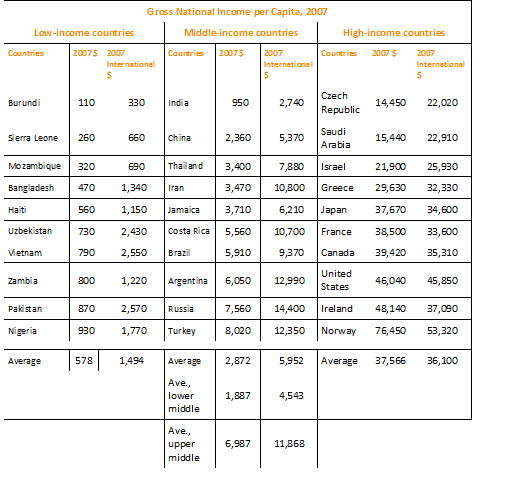 Gross National Income per Capita, 2007
Low-income countries Middle-income countries High-income countries
Countries 2007 $ 2007 International $ Countries 2007 $ 2007 International $ Countries 2007 $ 2007 International $
Burundi 110 330 India 950 2,740 Czech Republic 14,450 22,020
Sierra Leone 260 660 China 2,360 5,370 Saudi Arabia 15,440 22,910
Mozambique 320 690 Thailand 3,400 7,880 Israel 21,900 25,930
Bangladesh 470 1,340 Iran 3,470 10,800 Greece 29,630 32,330
Haiti 560 1,150 Jamaica 3,710 6,210 Japan 37,670 34,600
Uzbekistan 730 2,430 Costa Rica 5,560 10,700 France 38,500 33,600
Vietnam 790 2,550 Brazil 5,910 9,370 Canada 39,420 35,310
Zambia 800 1,220 Argentina 6,050 12,990 United States 46,040 45,850
Pakistan 870 2,570 Russia 7,560 14,400 Ireland 48,140 37,090
Nigeria 930 1,770 Turkey 8,020 12,350 Norway 76,450 53,320
Average 578 1,494 Average 2,872 5,952 Average 37,566 36,100
Ave., lower middle 1,887 4,543
Ave., upper middle 6,987 11,868